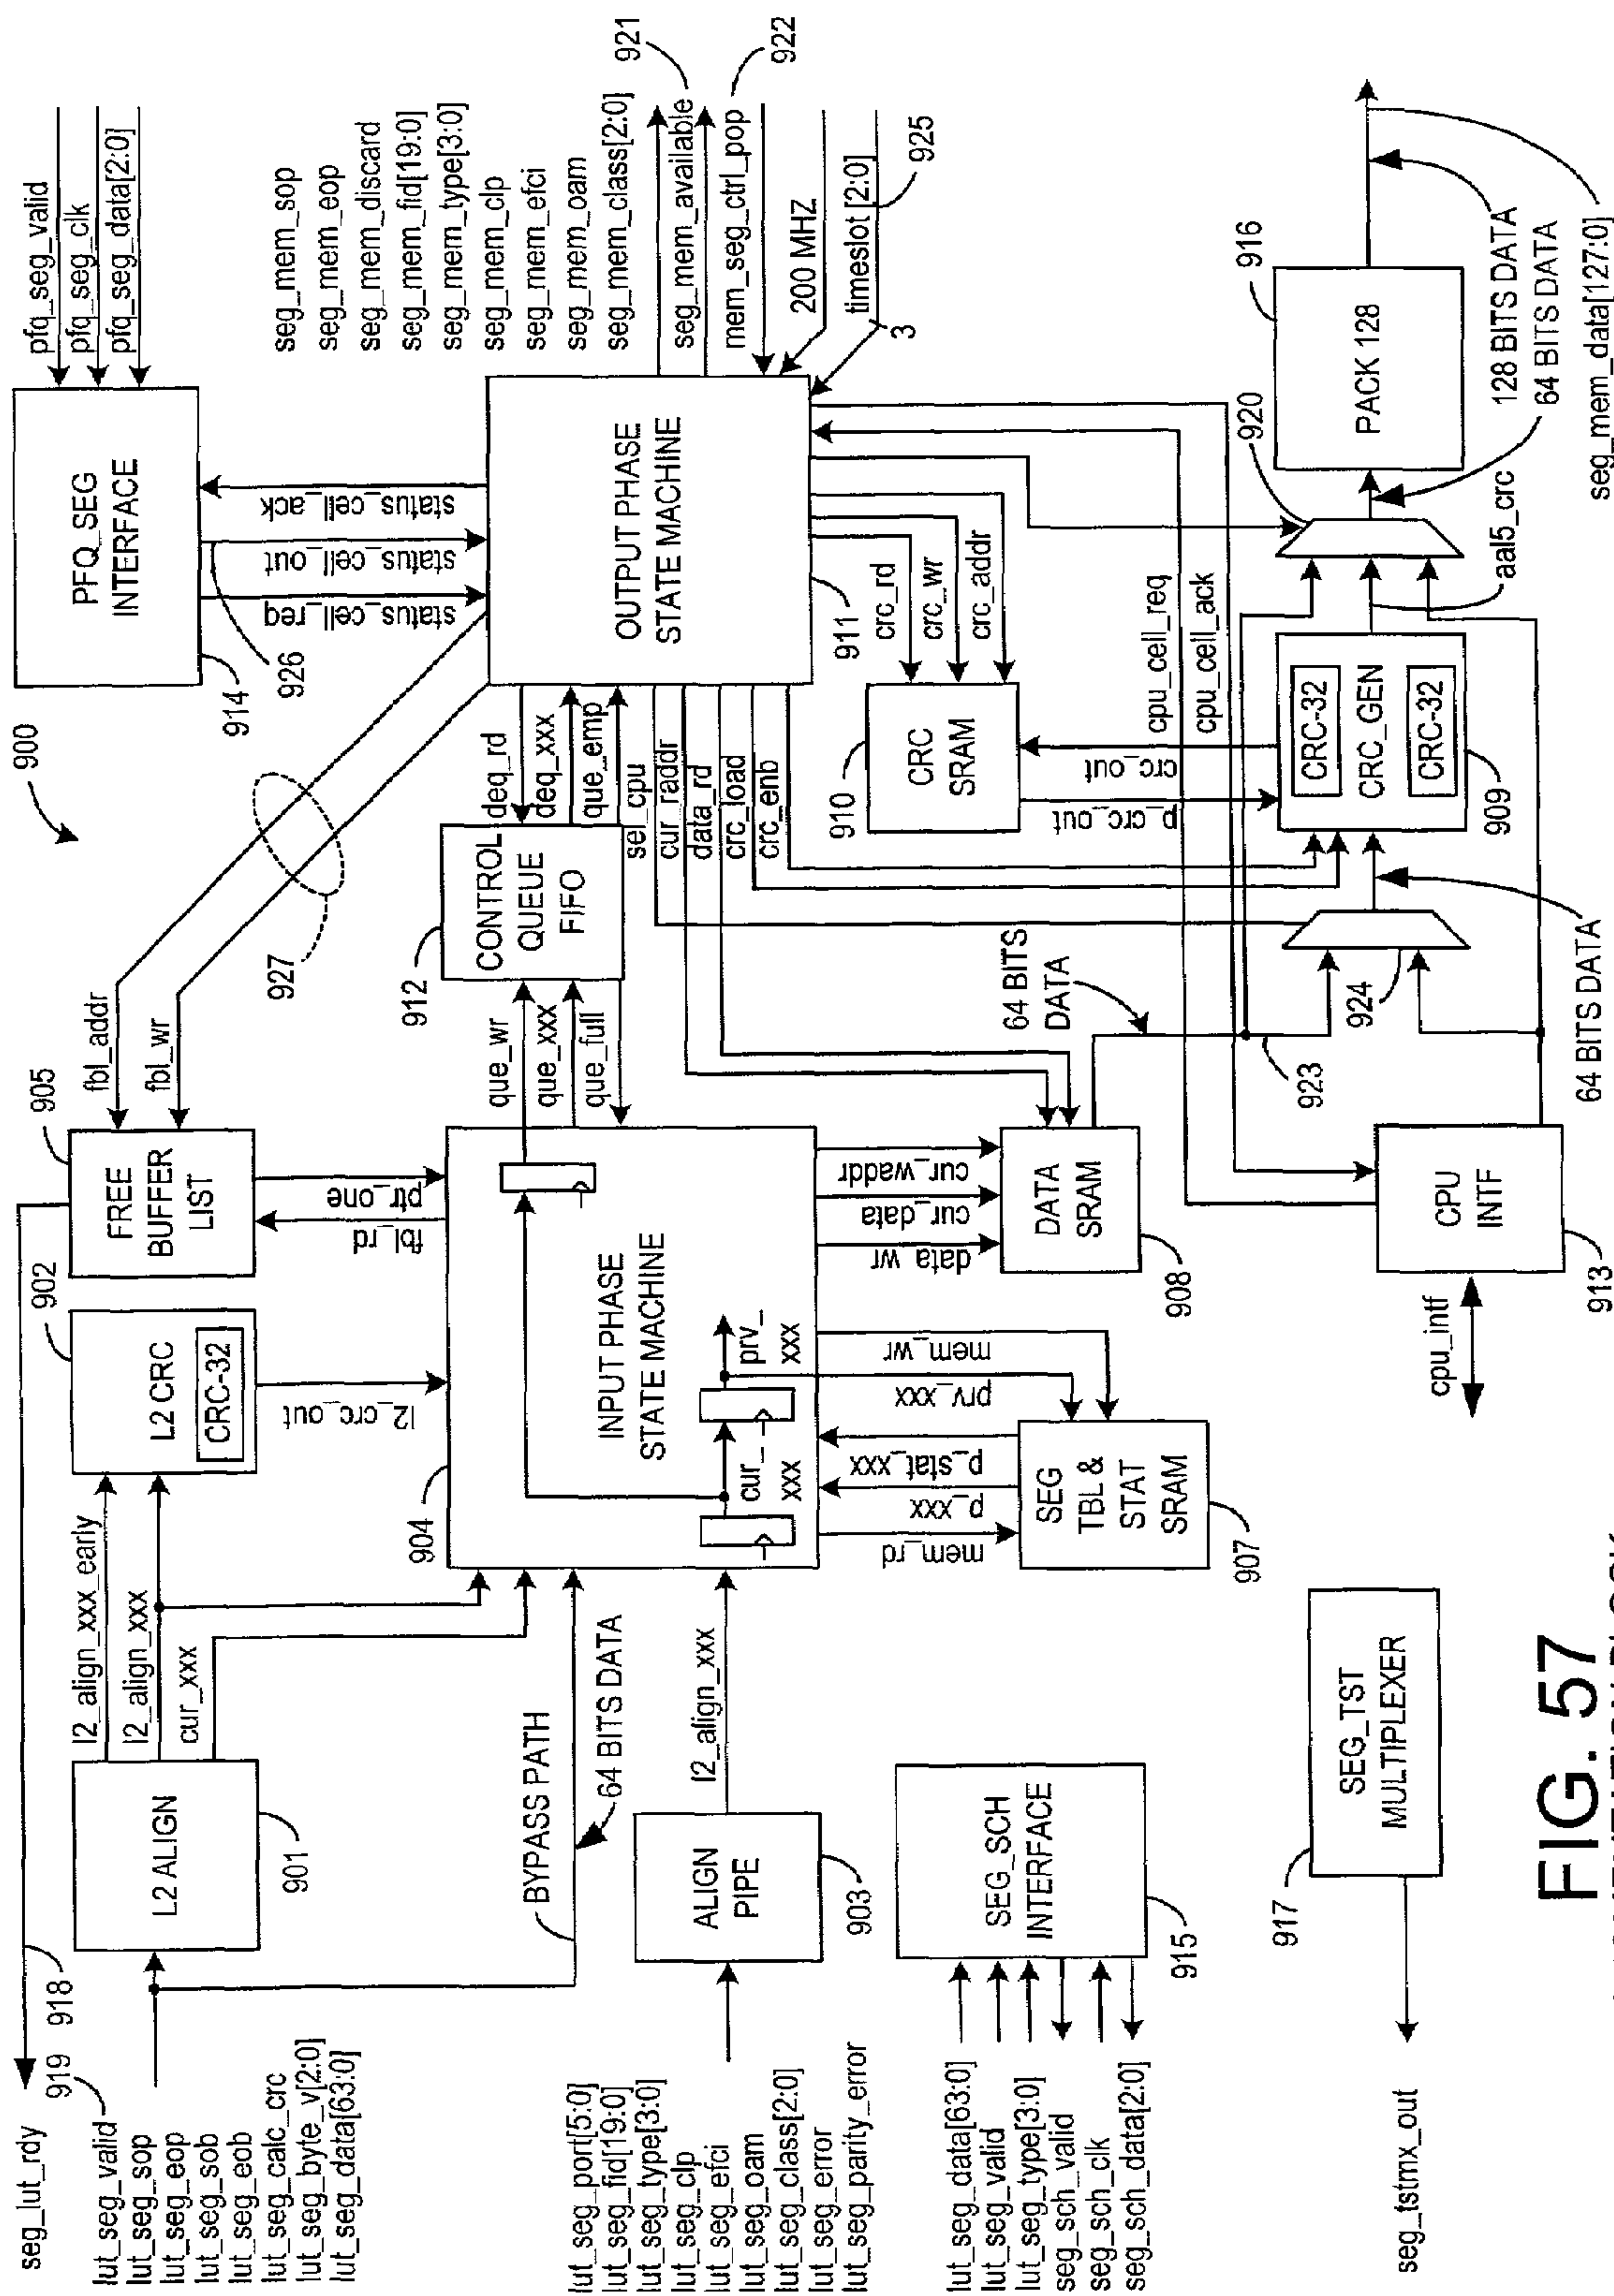 900
pfq_seg_valid
pfq_seg_clk
pfq_seg_data[2:0]
PFQ_SEG
INTERFACE
914
926
status_cell_req
status_cell_out
status_cell_ack
seg_mem_sop
seg_mem_eop
seg_mem_discard
seg_mem_fid[19:0]
seg_mem_type[3:0]
seg_mem_clp
seg_mem_efci
seg_mem_oam
seg_mem_class[2:0]
921
seg_mem_available
922
mem_seg_ctrl_pop
200 MHZ
timeslot [2:0]
3
925
OUTPUT PHASE
STATE MACHINE
911
927
fbl_addr
fbl_wr
905
FREE
BUFFER
LIST
fbl_rd
ptr_one
seg_lut_rdy
918
919
lut_seg_valid
lut_seg_sop
lut_seg_eop
lut_seg_sob
lut_seg_eob
lut_seg_calc_crc
lut_seg_byte_v[2:0]
lut_seg_data[63:0]
L2 ALIGN
901
l2_align_xxx_early
l2_align_xxx
cur_xxx
902
L2 CRC
CRC-32
l2_crc_out
BYPASS PATH
64 BITS DATA
904
INPUT PHASE
STATE MACHINE
cur_
xxx
prv_
xxx
que_wr
que_xxx
que_full
912
CONTROL
QUEUE
FIFO
deq_rd
deq_xxx
que_emp
sel_cpu
cur_raddr
data_rd
crc_load
crc_enb
lut_seg_port[5:0]
lut_seg_fid[19:0]
lut_seg_type[3:0]
lut_seg_clp
lut_seg_efci
lut_seg_oam
lut_seg_class[2:0]
lut_seg_error
lut_seg_parity_error
ALIGN
PIPE
903
l2_align_xxx
mem_rd
p_xxx
p_stat_xxx
prv_xxx
mem_wr
SEG
TBL &
STAT
SRAM
907
data_wr
cur_data
cur_waddr
DATA
SRAM
908
64 BITS
DATA
923
924
crc_rd
crc_wr
crc_addr
910
CRC
SRAM
p_crc_out
crc_out
cpu_cell_req
cpu_cell_ack
CRC-32
CRC_GEN
CRC-32
909
aal5_crc
920
916
PACK 128
128 BITS DATA
64 BITS DATA
seg_mem_data[127:0]
64 BITS DATA
CPU
INTF
913
cpu_intf
lut_seg_data[63:0]
lut_seg_valid
lut_seg_type[3:0]
seg_sch_valid
seg_sch_clk
seg_sch_data[2:0]
SEG_SCH
INTERFACE
915
917
SEG_TST
MULTIPLEXER
seg_tstmx_out
FIG. 57